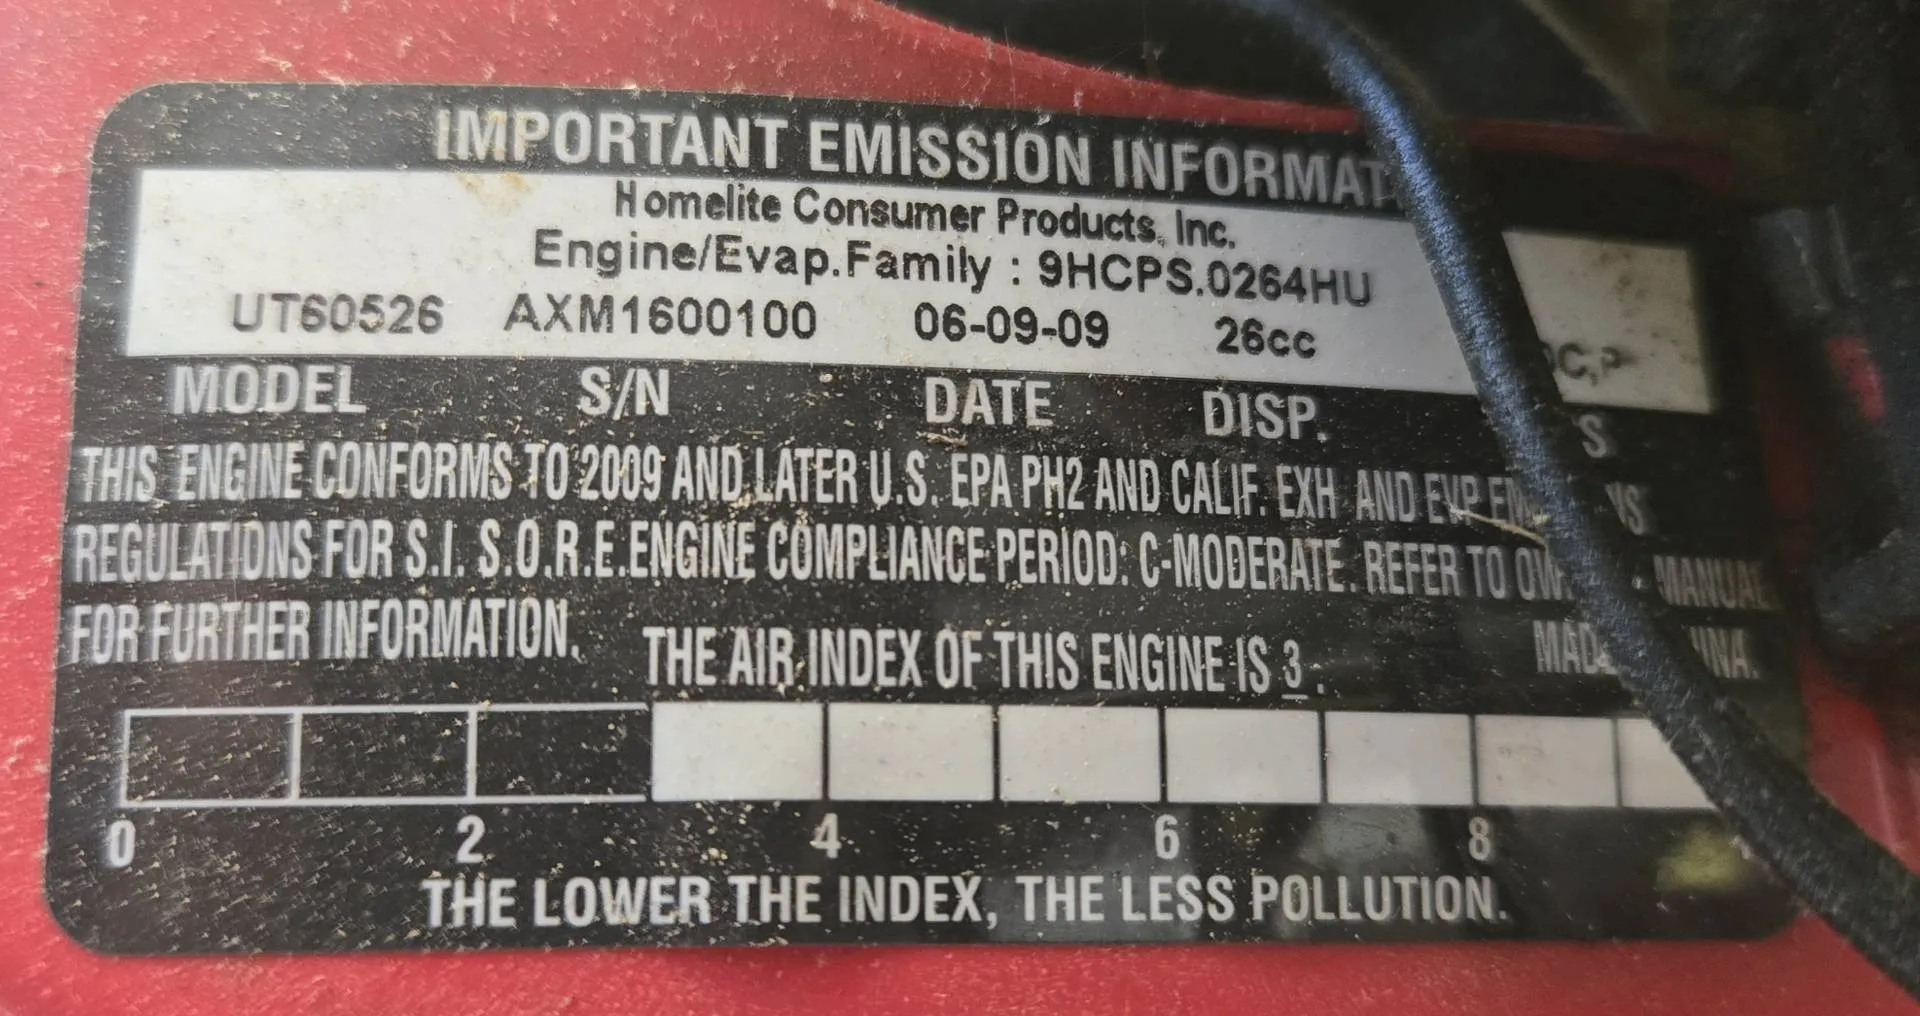 IMPORTANT EMISSION INFORMAT
Homelite Consumer Products, Inc.
Engine/Evap.Family : 9HCPS.0264HU
UT60526 AXM1600100 06-09-09 26cc
MODEL S/N DATE DISP.
THIS ENGINE CONFORMS TO 2009 AND LATER U.S. EPA PH2 AND CALIF. EXH AND EVP
REGULATIONS FOR S.I. S.O.R.E.ENGINE COMPLIANCE PERIOD: C-MODERATE. REFER TO MANUAL
FOR FURTHER INFORMATION. THE AIR INDEX OF THIS ENGINE IS 3.
0 2 4 6 8
THE LOWER THE INDEX, THE LESS POLLUTION.